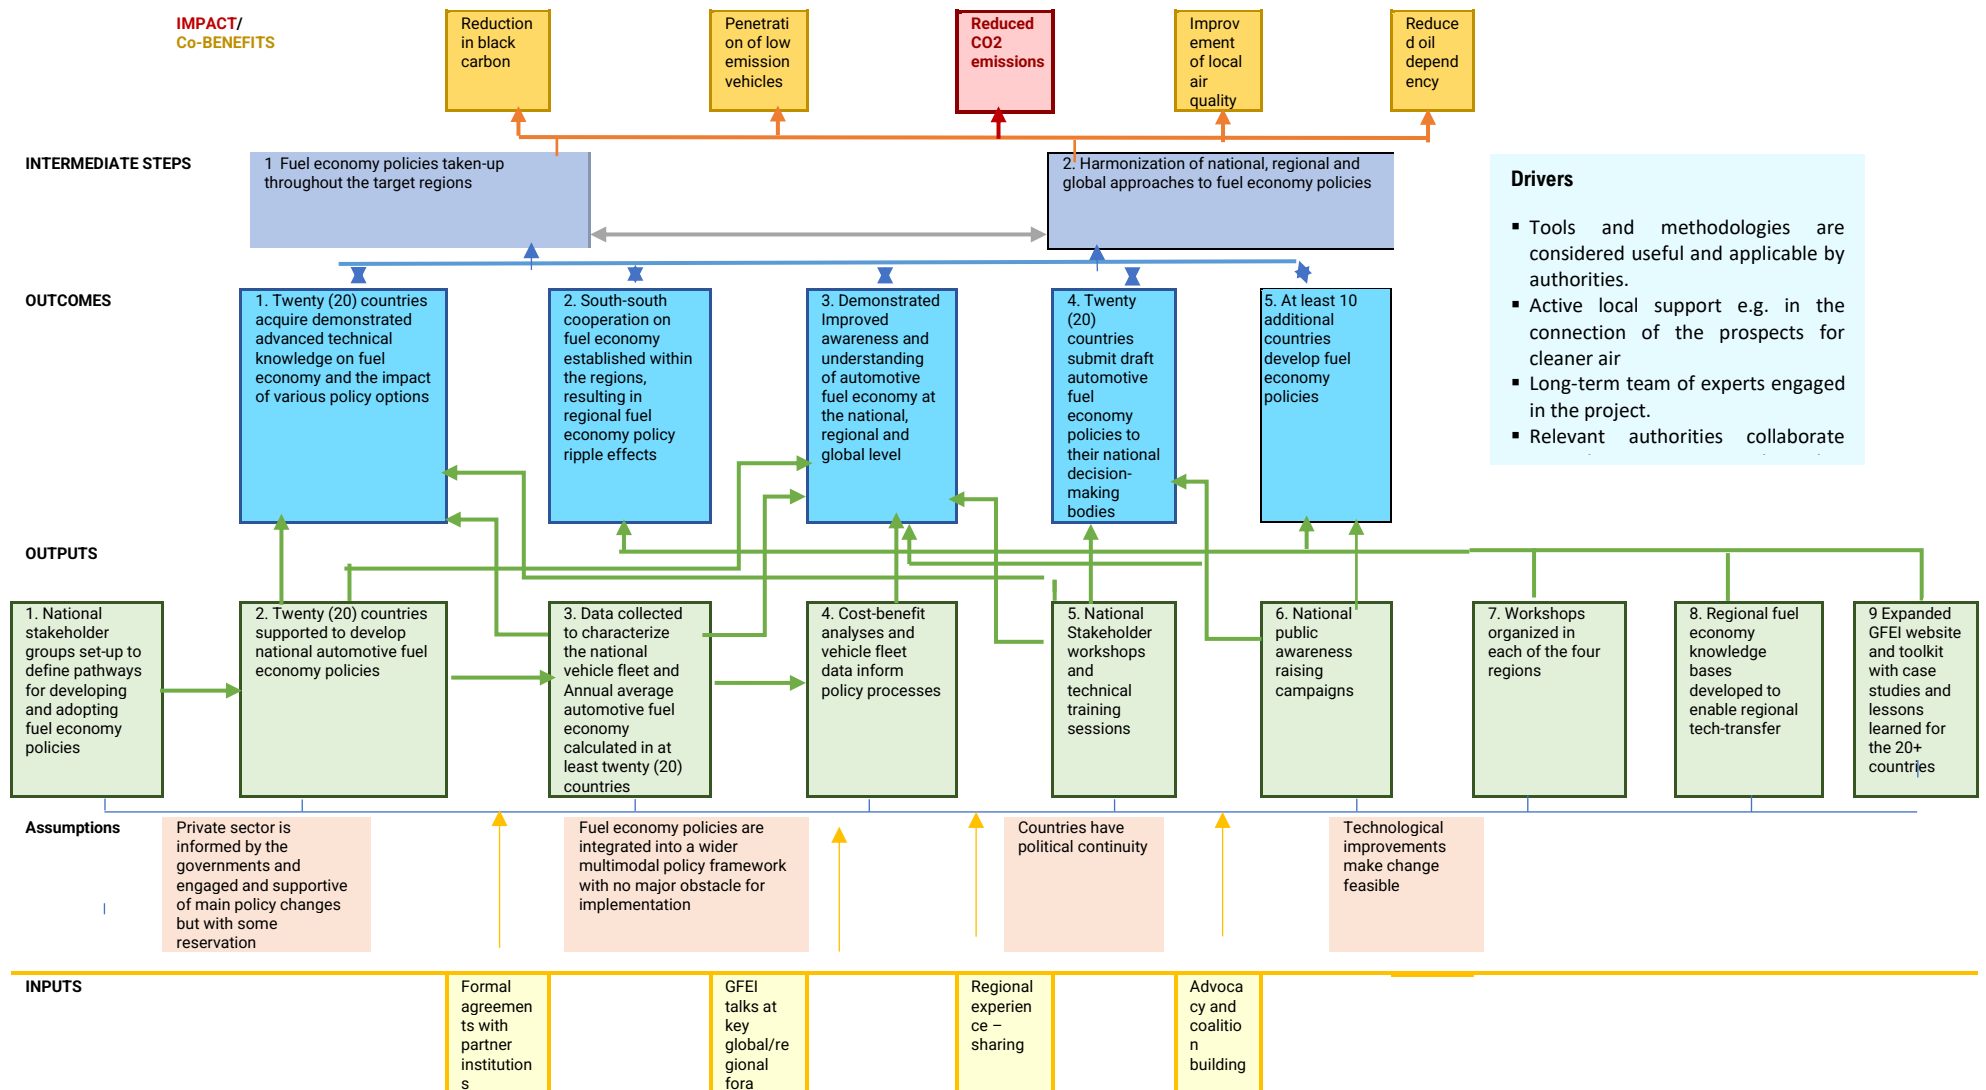 IMPACT/
Co-BENEFITS
Reduction
in black
carbon
Penetrati
on of low
emission
vehicles
Reduced
CO2
emissions
Improv
ement
of local
air
quality
Reduce
d oil
depend
ency
INTERMEDIATE STEPS
1 Fuel economy policies taken-up
throughout the target regions
2. Harmonization of national, regional and
global approaches to fuel economy policies
Drivers
▪ Tools and methodologies are
considered useful and applicable by
authorities.
▪ Active local support e.g. in the
connection of the prospects for
cleaner air
▪ Long-term team of experts engaged
in the project.
▪ Relevant authorities collaborate
OUTCOMES
1. Twenty (20) countries
acquire demonstrated
advanced technical
knowledge on fuel
economy and the impact
of various policy options
2. South-south
cooperation on
fuel economy
established within
the regions,
resulting in
regional fuel
economy policy
ripple effects
3. Demonstrated
Improved
awareness and
understanding
of automotive
fuel economy at
the national,
regional and
global level
4. Twenty
(20)
countries
submit draft
automotive
fuel
economy
policies to
their national
decision-
making
bodies
5. At least 10
additional
countries
develop fuel
economy
policies
OUTPUTS
1. National
stakeholder
groups set-up to
define pathways
for developing
and adopting
fuel economy
policies
2. Twenty (20) countries
supported to develop
national automotive fuel
economy policies
3. Data collected
to characterize
the national
vehicle fleet and
Annual average
automotive fuel
economy
calculated in at
least twenty (20)
countries
4. Cost-benefit
analyses and
vehicle fleet
data inform
policy processes
5. National
Stakeholder
workshops
and
technical
training
sessions
6. National
public
awareness
raising
campaigns
7. Workshops
organized in
each of the four
regions
8. Regional fuel
economy
knowledge
bases
developed to
enable regional
tech-transfer
9 Expanded
GFEI website
and toolkit
with case
studies and
lessons
learned for
the 20+
countries
Assumptions
Private sector is
informed by the
governments and
engaged and supportive
of main policy changes
but with some
reservation
Fuel economy policies are
integrated into a wider
multimodal policy framework
with no major obstacle for
implementation
Countries have
political continuity
Technological
improvements
make change
feasible
INPUTS
Formal
agreemen
ts with
partner
institution
s
GFEI
talks at
key
global/re
gional
fora
Regional
experien
ce –
sharing
Advoca
cy and
coalitio
n
building